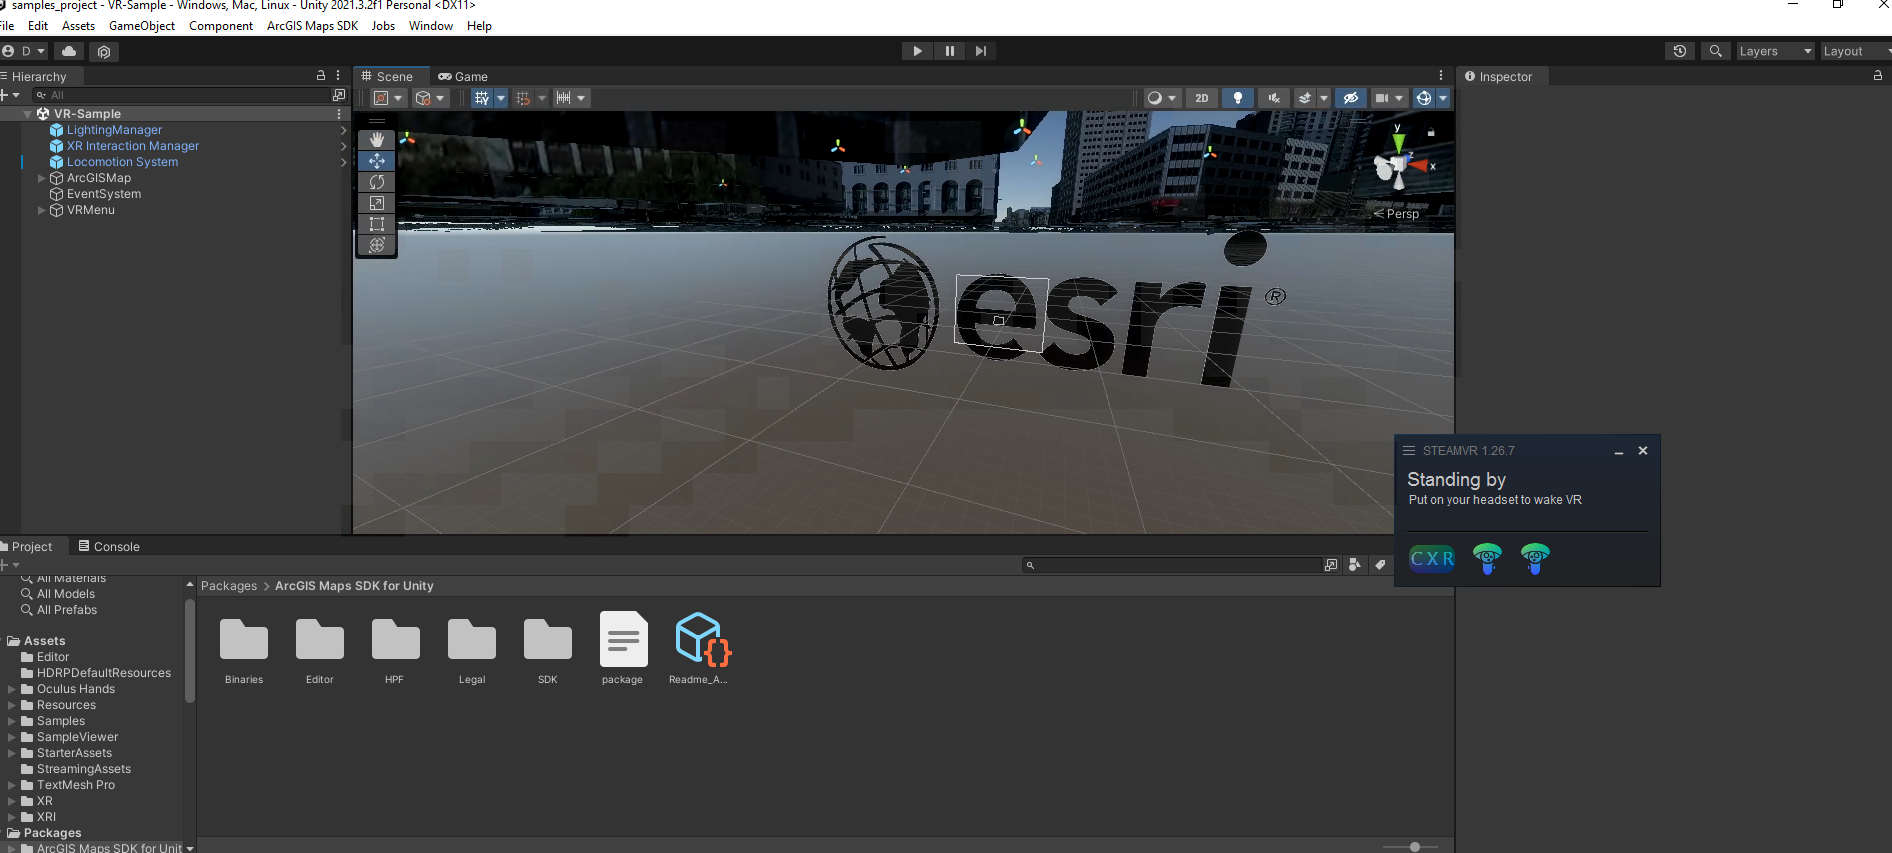 samples_project - VR-Sample - Windows, Mac, Linux - Unity 2021.3.2f1 Personal <DX11>
File Edit Assets GameObject Component ArcGIS Maps SDK Jobs Window Help
D
Layers
Layout
Hierarchy
All
VR-Sample
LightingManager
XR Interaction Manager
Locomotion System
ArcGISMap
EventSystem
VRMenu
Scene
Game
2D
y
z
x
Persp
esri
®
Inspector
STEAMVR 1.26.7
Standing by
Put on your headset to wake VR
CXR
Project
Console
All Materials
All Models
All Prefabs
Assets
Editor
HDRPDefaultResources
Oculus Hands
Resources
Samples
SampleViewer
StarterAssets
StreamingAssets
TextMesh Pro
XR
XRI
Packages
ArcGIS Maps SDK for Unit
Packages > ArcGIS Maps SDK for Unity
Binaries
Editor
HPF
Legal
SDK
package
Readme_A...